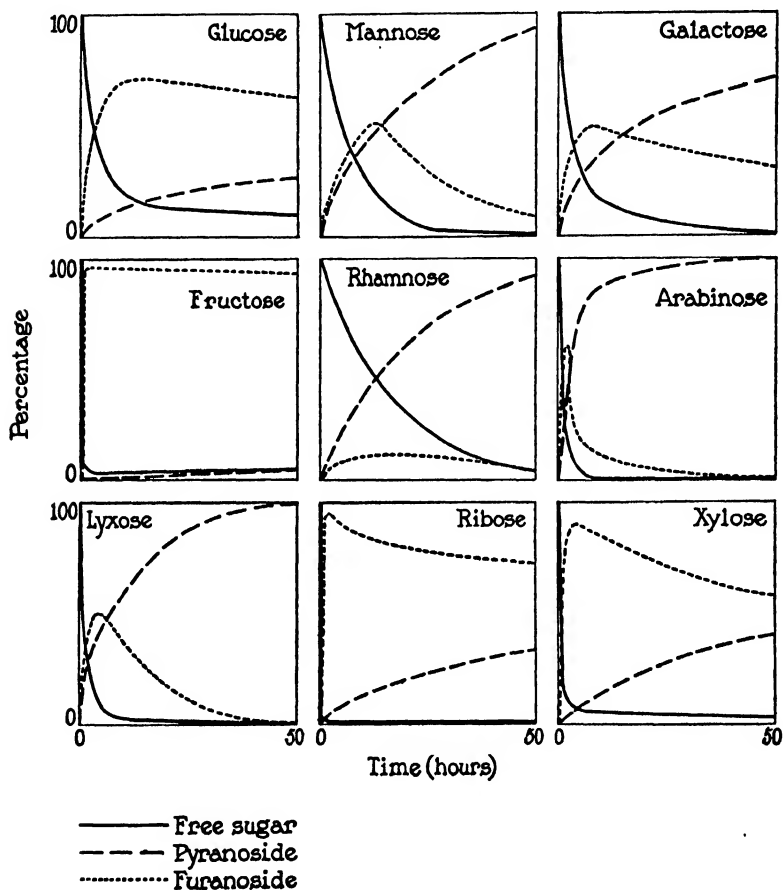 100
Glucose
Mannose
Galactose
0
100
Fructose
Rhamnose
Arabinose
Percentage
0
100
Lyxose
Ribose
Xylose
0
0 50 0 50 0 50
Time (hours)
Free sugar
Pyranoside
Furanoside